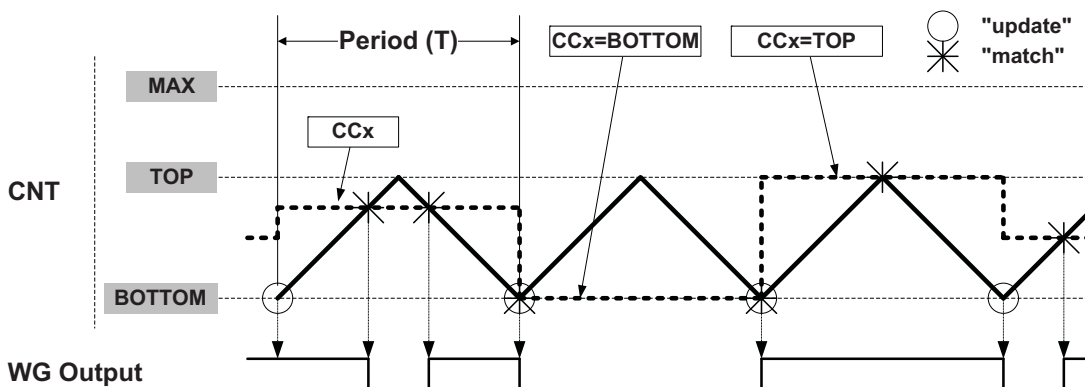 Period (T)
CCx=BOTTOM
CCx=TOP
"update"
"match"
MAX
CCx
TOP
CNT
BOTTOM
WG Output